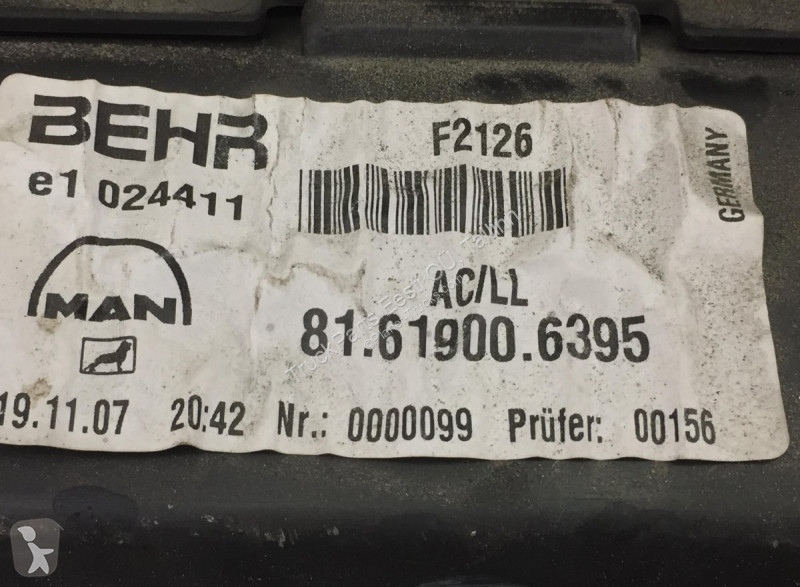 BEHR
F2126
e1 024411
GERMANY
MAN
AC/LL
81.61900.6395
19.11.07 20:42 Nr.: 0000099 Prüfer: 00156